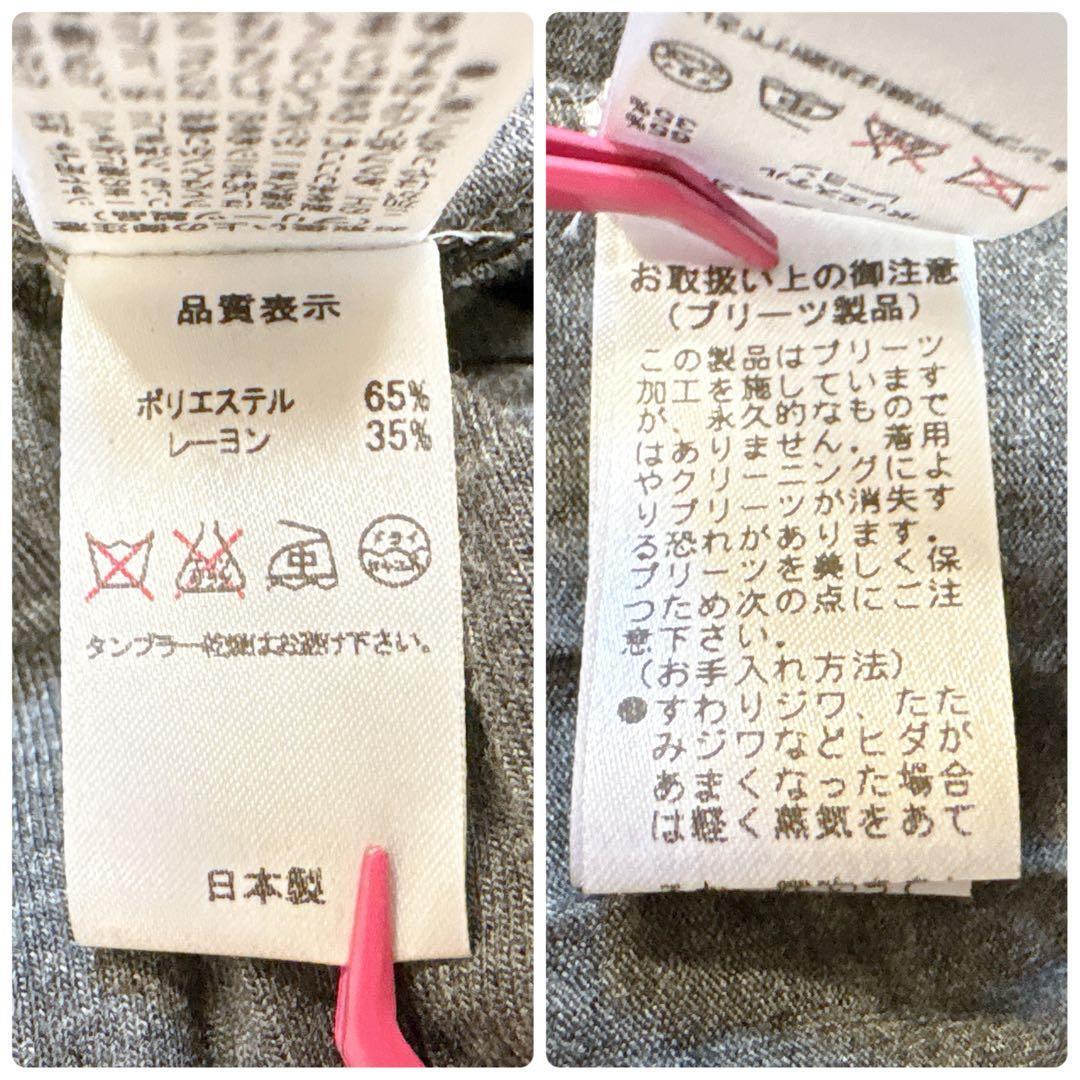 品質表示
ポリエステル 65%
レーヨン 35%
中
ドライ
タンブラー乾燥はお避け下さい。
日本製
65%
35%
お取扱い上の御注意
(プリーツ製品)
この製品はプリーツ
加工を施しています
が、永久的なもので
はありません。着用
やクリーニングによ
りプリーツが消失す
る恐れがあります。
プリーツを美しく保
つため次の点にご注
意下さい。
(お手入れ方法)
●すわりジワ、たた
みジワなどヒダが
あまくなった場合
は軽く蒸気をあて